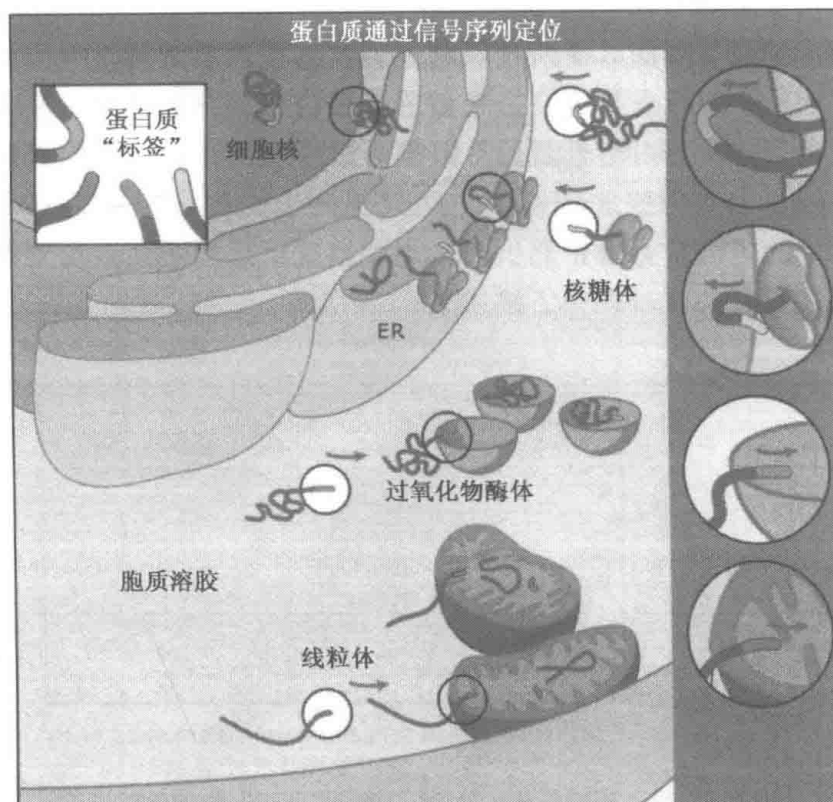 蛋白质通过信号序列定位
蛋白质
“标签”
细胞核
核糖体
ER
过氧化物酶体
胞质溶胶
线粒体